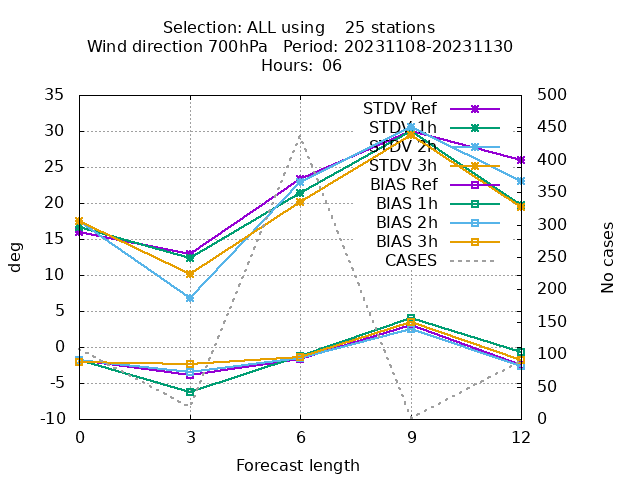 Selection: ALL using    25 stations
Wind direction 700hPa   Period: 20231108-20231130
Hours: 06
35
30
25
20
15
10
5
0
-5
-10
500
450
400
350
300
250
200
150
100
50
0
deg
No cases
STDV Ref
STDV 1h
STDV 2h
STDV 3h
BIAS Ref
BIAS 1h
BIAS 2h
BIAS 3h
CASES
0 3 6 9 12
Forecast length